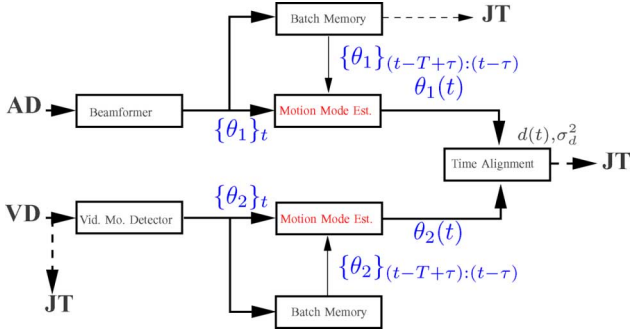 Batch Memory
JT
{θ₁}₍t−T+τ₎:₍t−τ₎
AD
Beamformer
{θ₁}t
Motion Mode Est.
θ₁(t)
d(t),σ_d²
Time Alignment
JT
VD
Vid. Mo. Detector
{θ₂}t
Motion Mode Est.
θ₂(t)
{θ₂}₍t−T+τ₎:₍t−τ₎
JT
Batch Memory